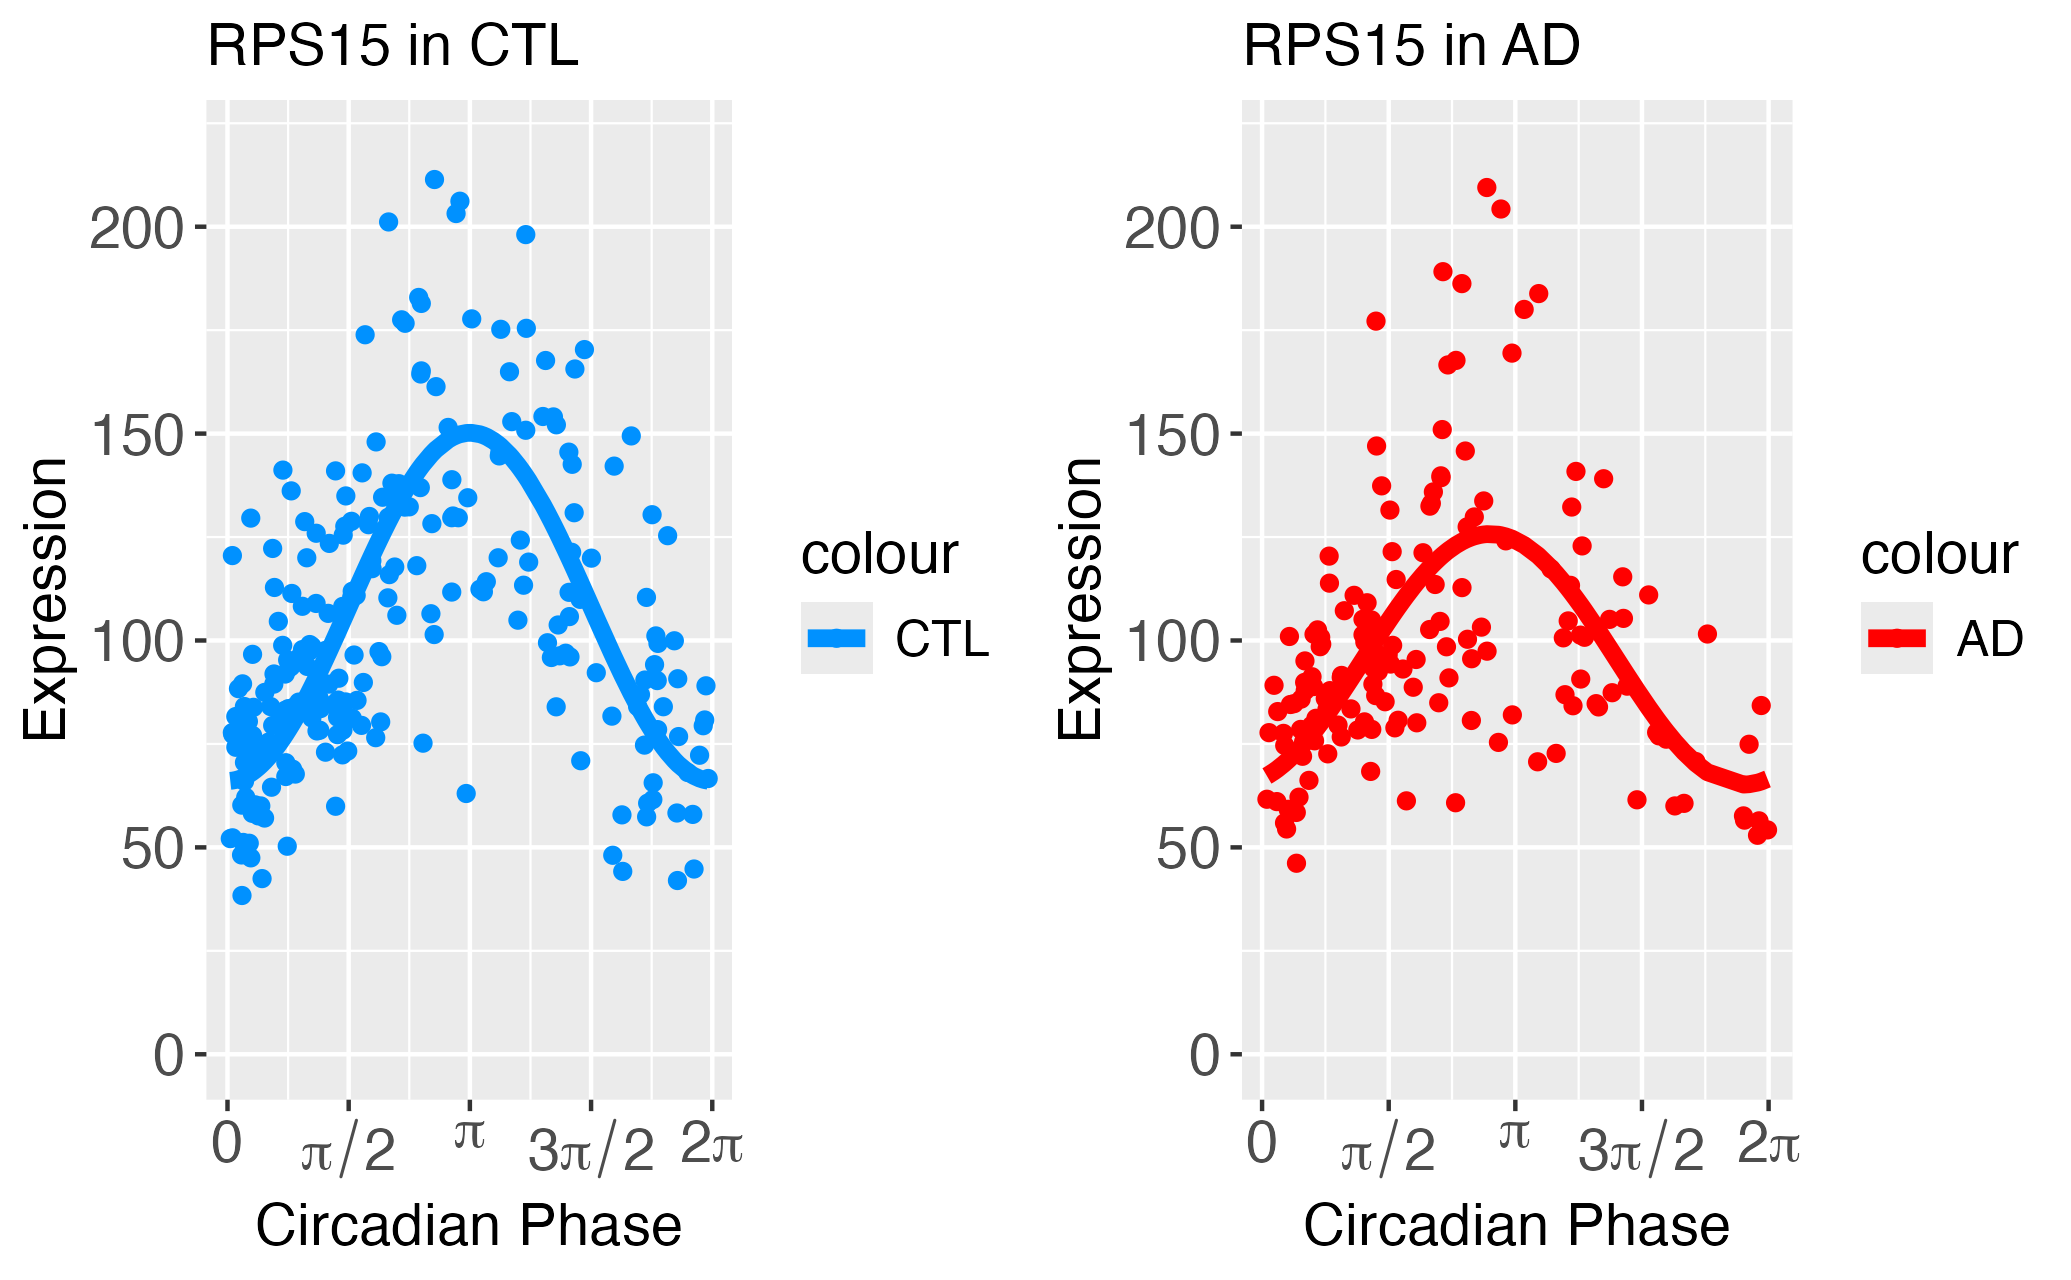 RPS15 in CTL
Expression
200
150
100
50
0
0 π/2 π 3π/2 2π
Circadian Phase
colour
CTL
RPS15 in AD
Expression
200
150
100
50
0
0 π/2 π 3π/2 2π
Circadian Phase
colour
AD